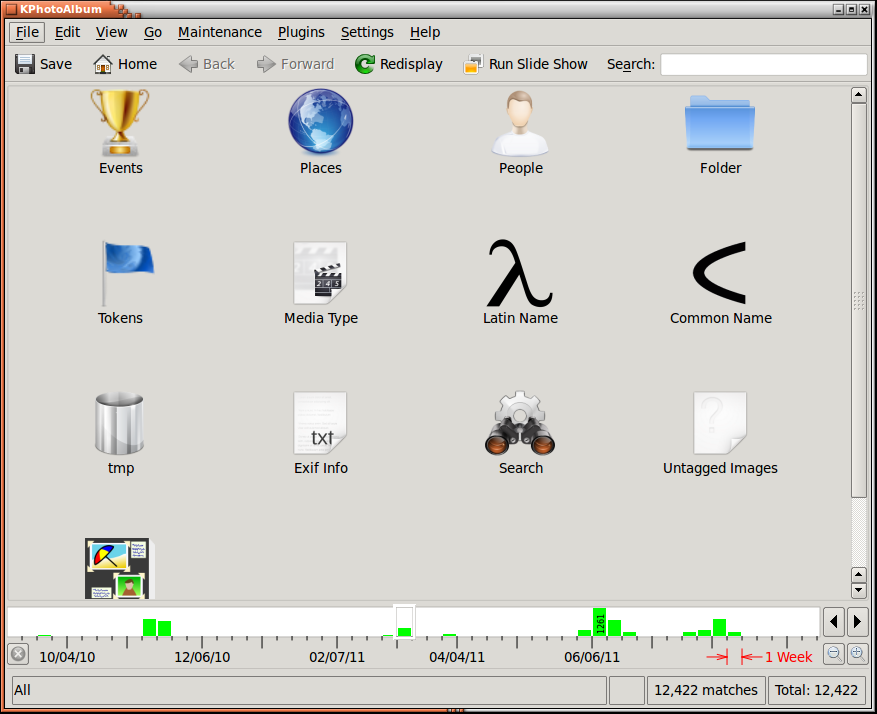 KPhotoAlbum
File Edit View Go Maintenance Plugins Settings Help
Save Home Back Forward Redisplay Run Slide Show Search:
Events Places People Folder
2 4 5
Tokens Media Type Latin Name Common Name
txt
tmp Exif Info Search Untagged Images
1261
10/04/10 12/06/10 02/07/11 04/04/11 06/06/11 1 Week
All 12,422 matches Total: 12,422